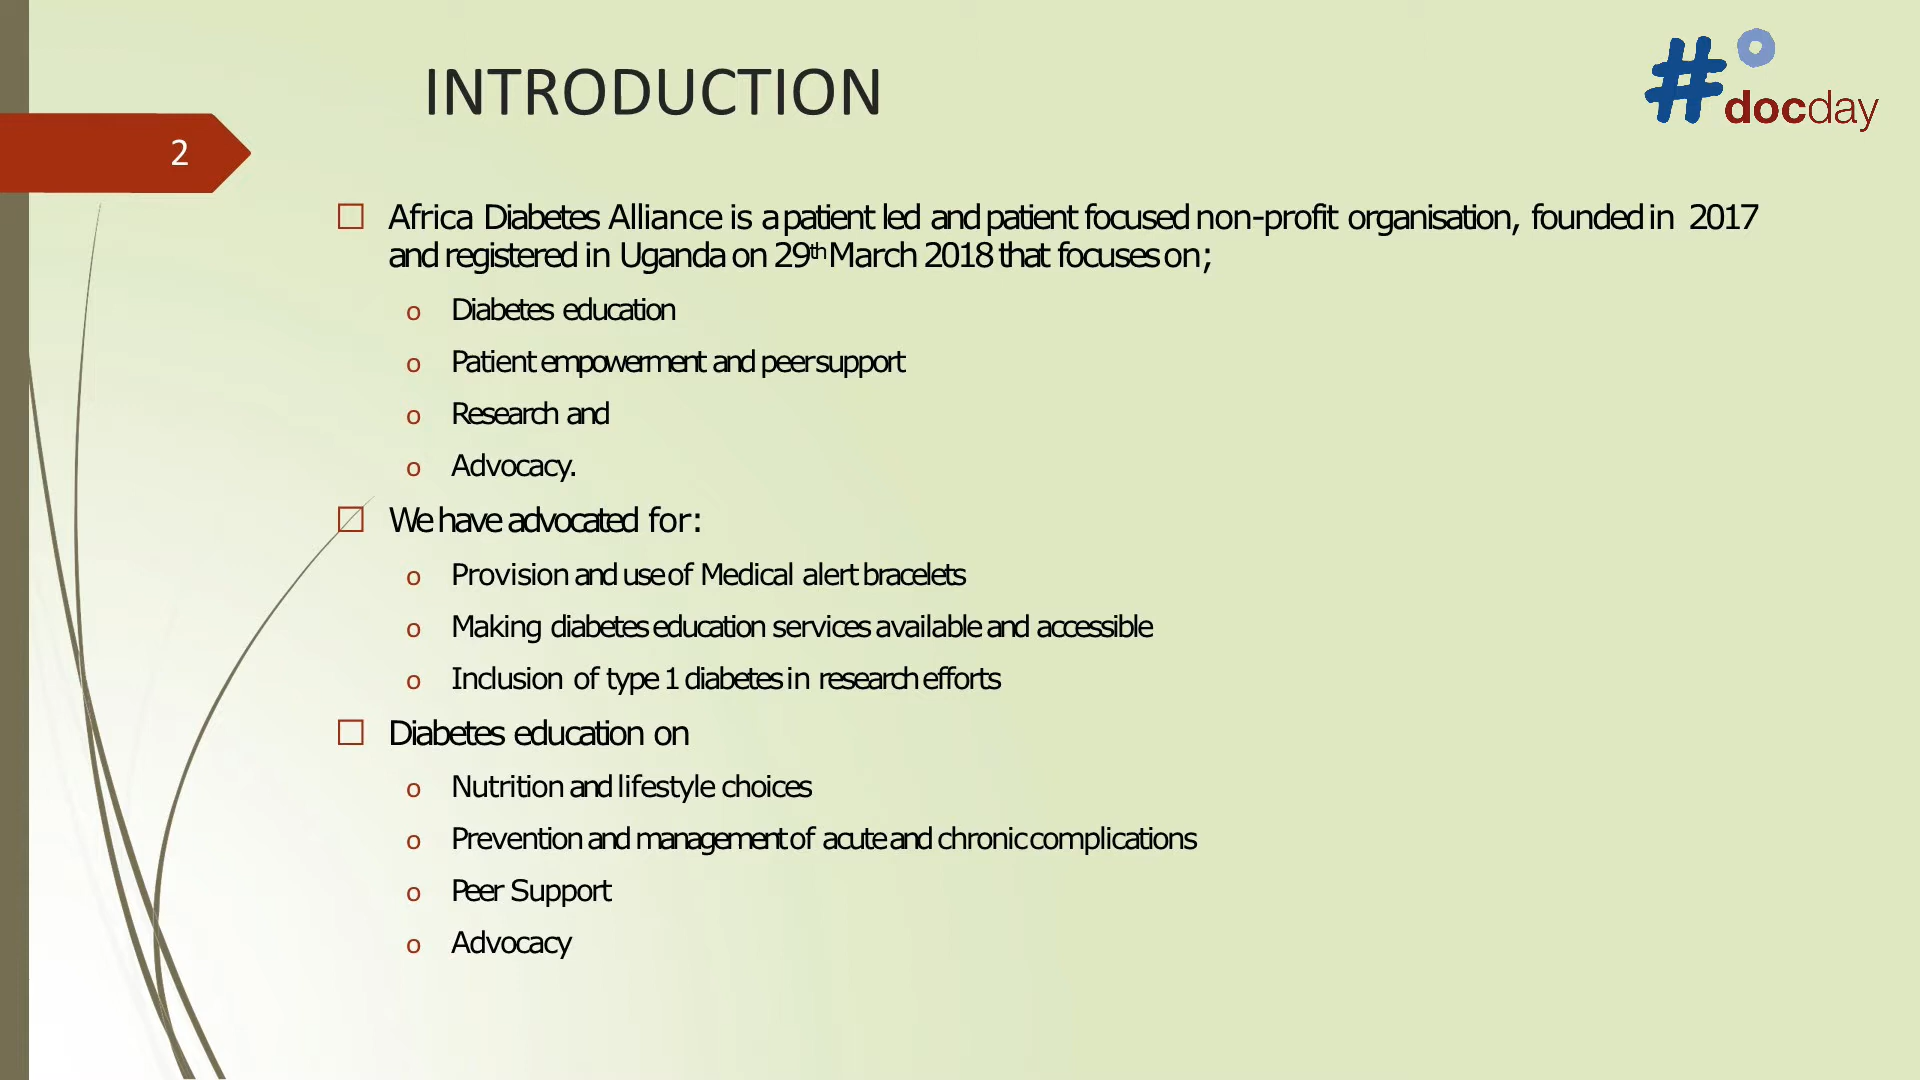 INTRODUCTION
#docday
2
□ Africa Diabetes Alliance is a patient led and patient focused non-profit organisation, founded in 2017
and registered in Uganda on 29th March 2018 that focuses on;
o Diabetes education
o Patient empowerment and peer support
o Research and
o Advocacy.
□ We have advocated for:
o Provision and use of Medical alert bracelets
o Making diabetes education services available and accessible
o Inclusion of type 1 diabetes in research efforts
□ Diabetes education on
o Nutrition and lifestyle choices
o Prevention and management of acute and chronic complications
o Peer Support
o Advocacy